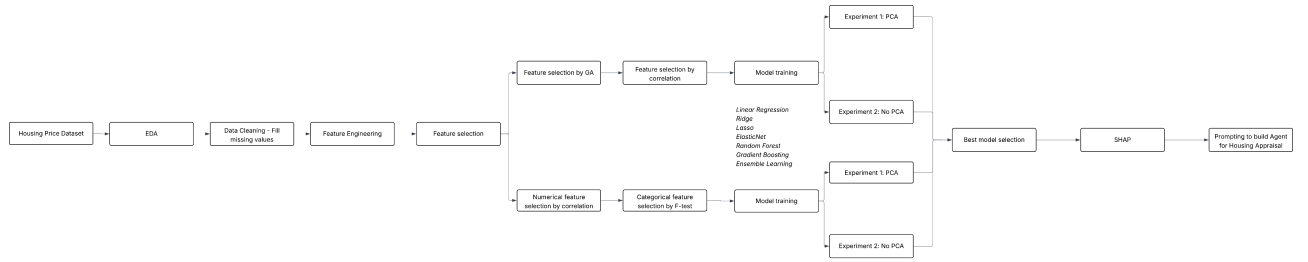 Housing Price Dataset
EDA
Data Cleaning - Fill
missing values
Feature Engineering
Feature selection
Feature selection by GA
Feature selection by
correlation
Model training
Experiment 1: PCA
Experiment 2: No PCA
Linear Regression
Ridge
Lasso
ElasticNet
Random Forest
Gradient Boosting
Ensemble Learning
Numerical feature
selection by correlation
Categorical feature
selection by F-test
Model training
Experiment 1: PCA
Experiment 2: No PCA
Best model selection
SHAP
Prompting to build Agent
for Housing Appraisal